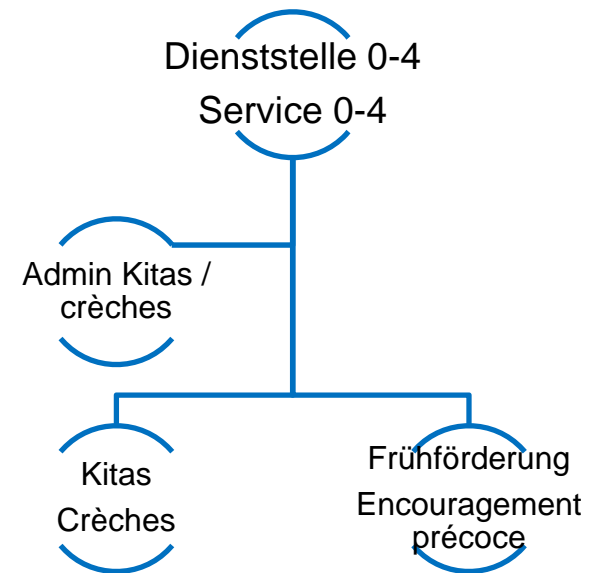 Dienststelle 0-4
Service 0-4
Admin Kitas /
crèches
Kitas
Crèches
Frühförderung
Encouragement
précoce